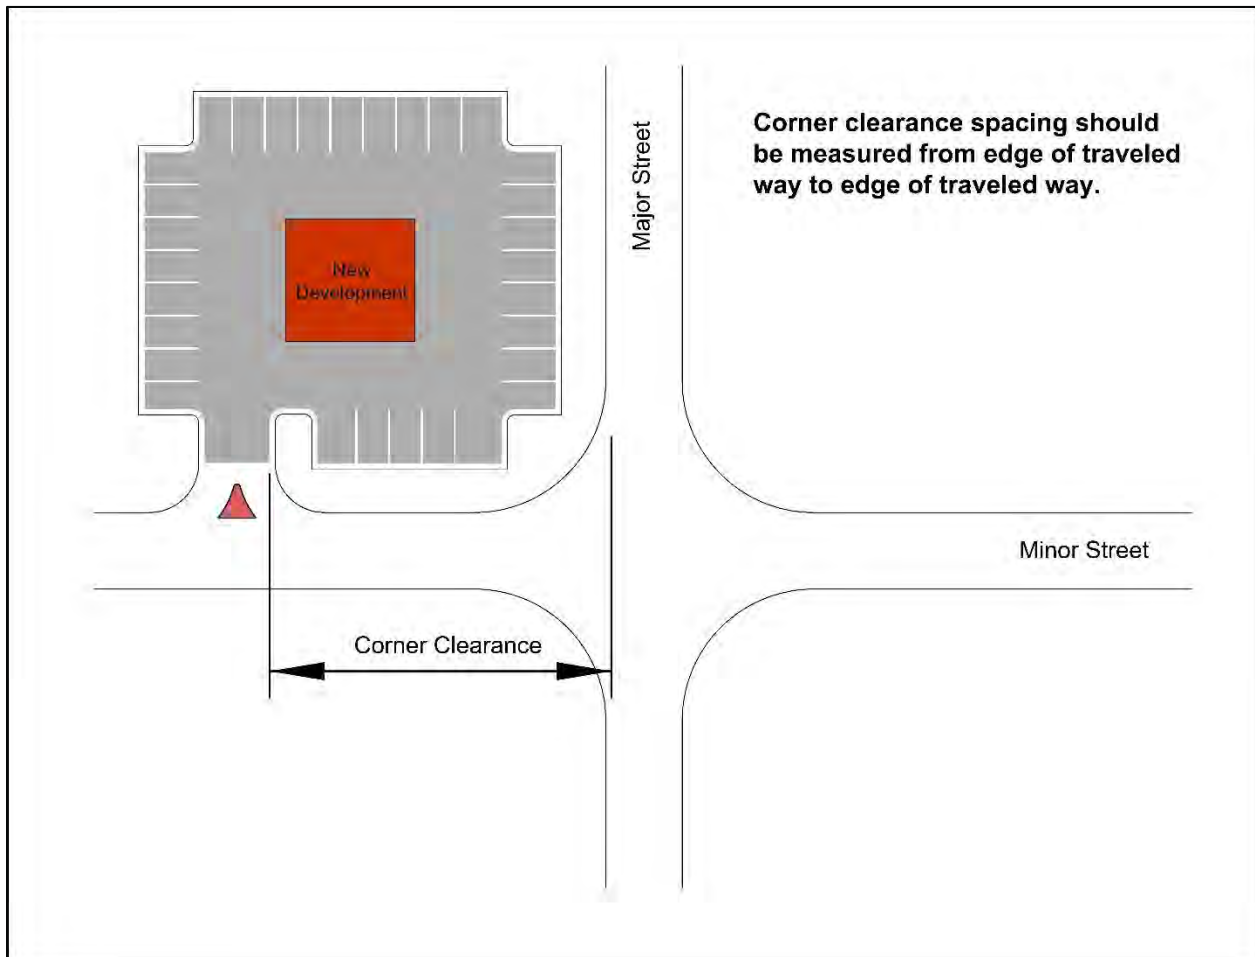 Corner clearance spacing should
be measured from edge of traveled
way to edge of traveled way.
Major Street
New
Development
Minor Street
Corner Clearance